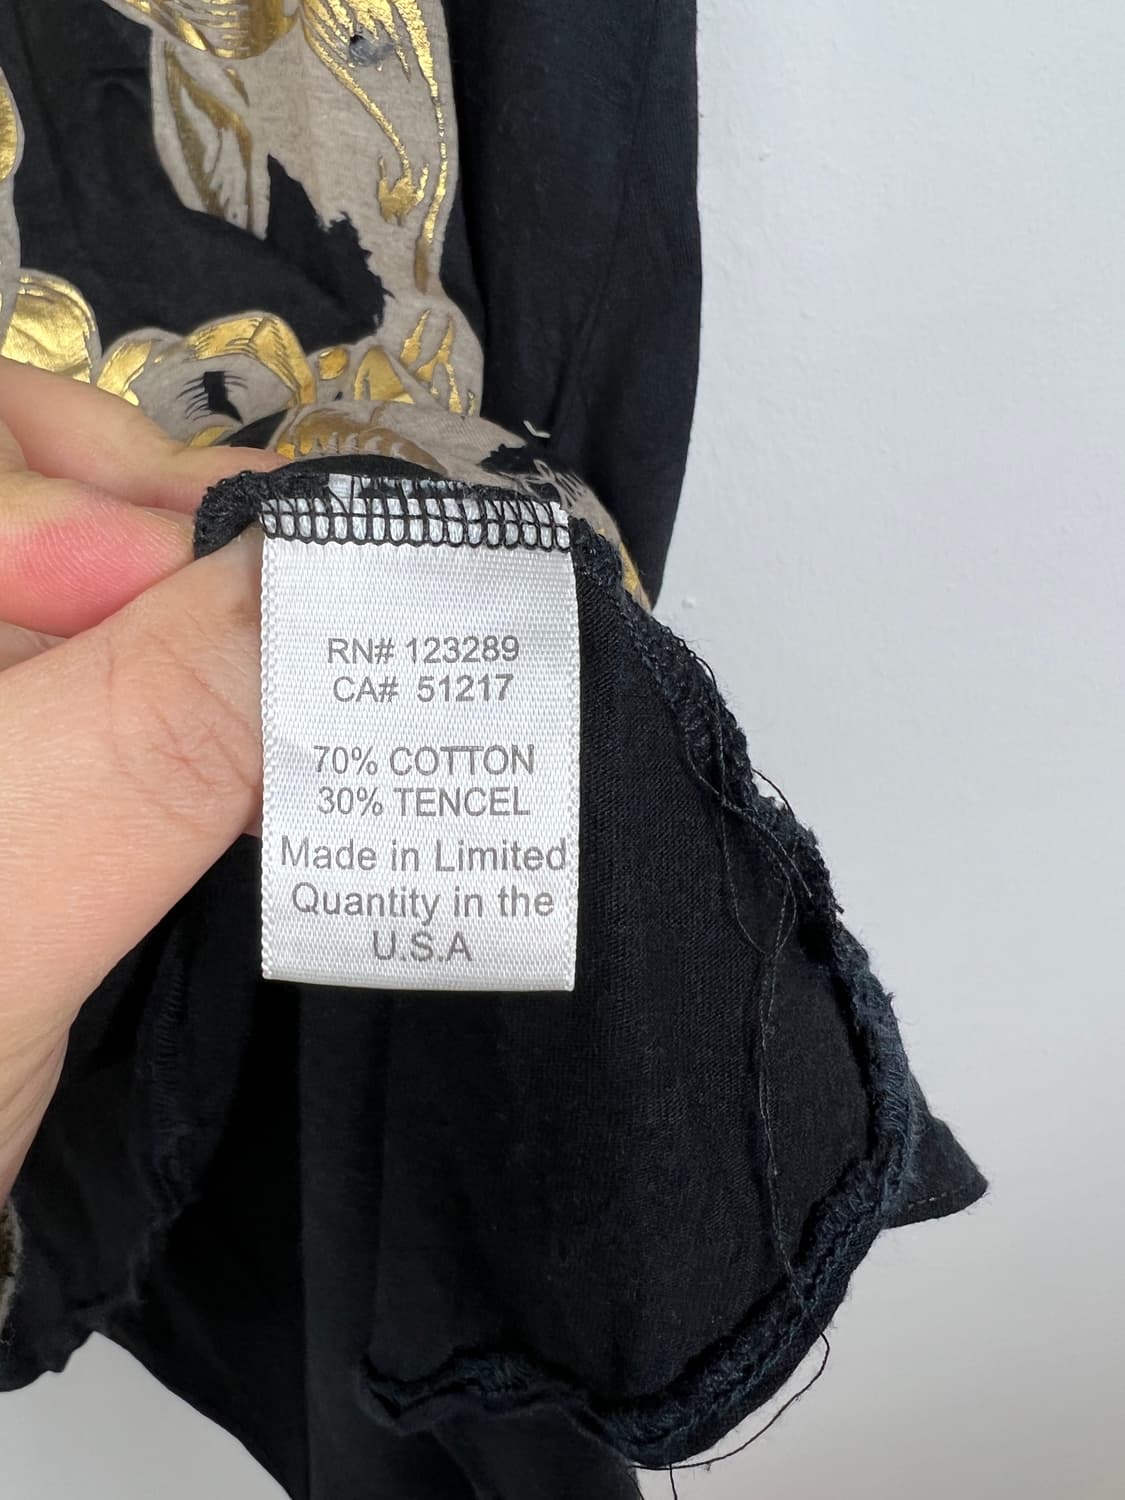 RN# 123289
CA# 51217
70% COTTON
30% TENCEL
Made in Limited
Quantity in the
U.S.A